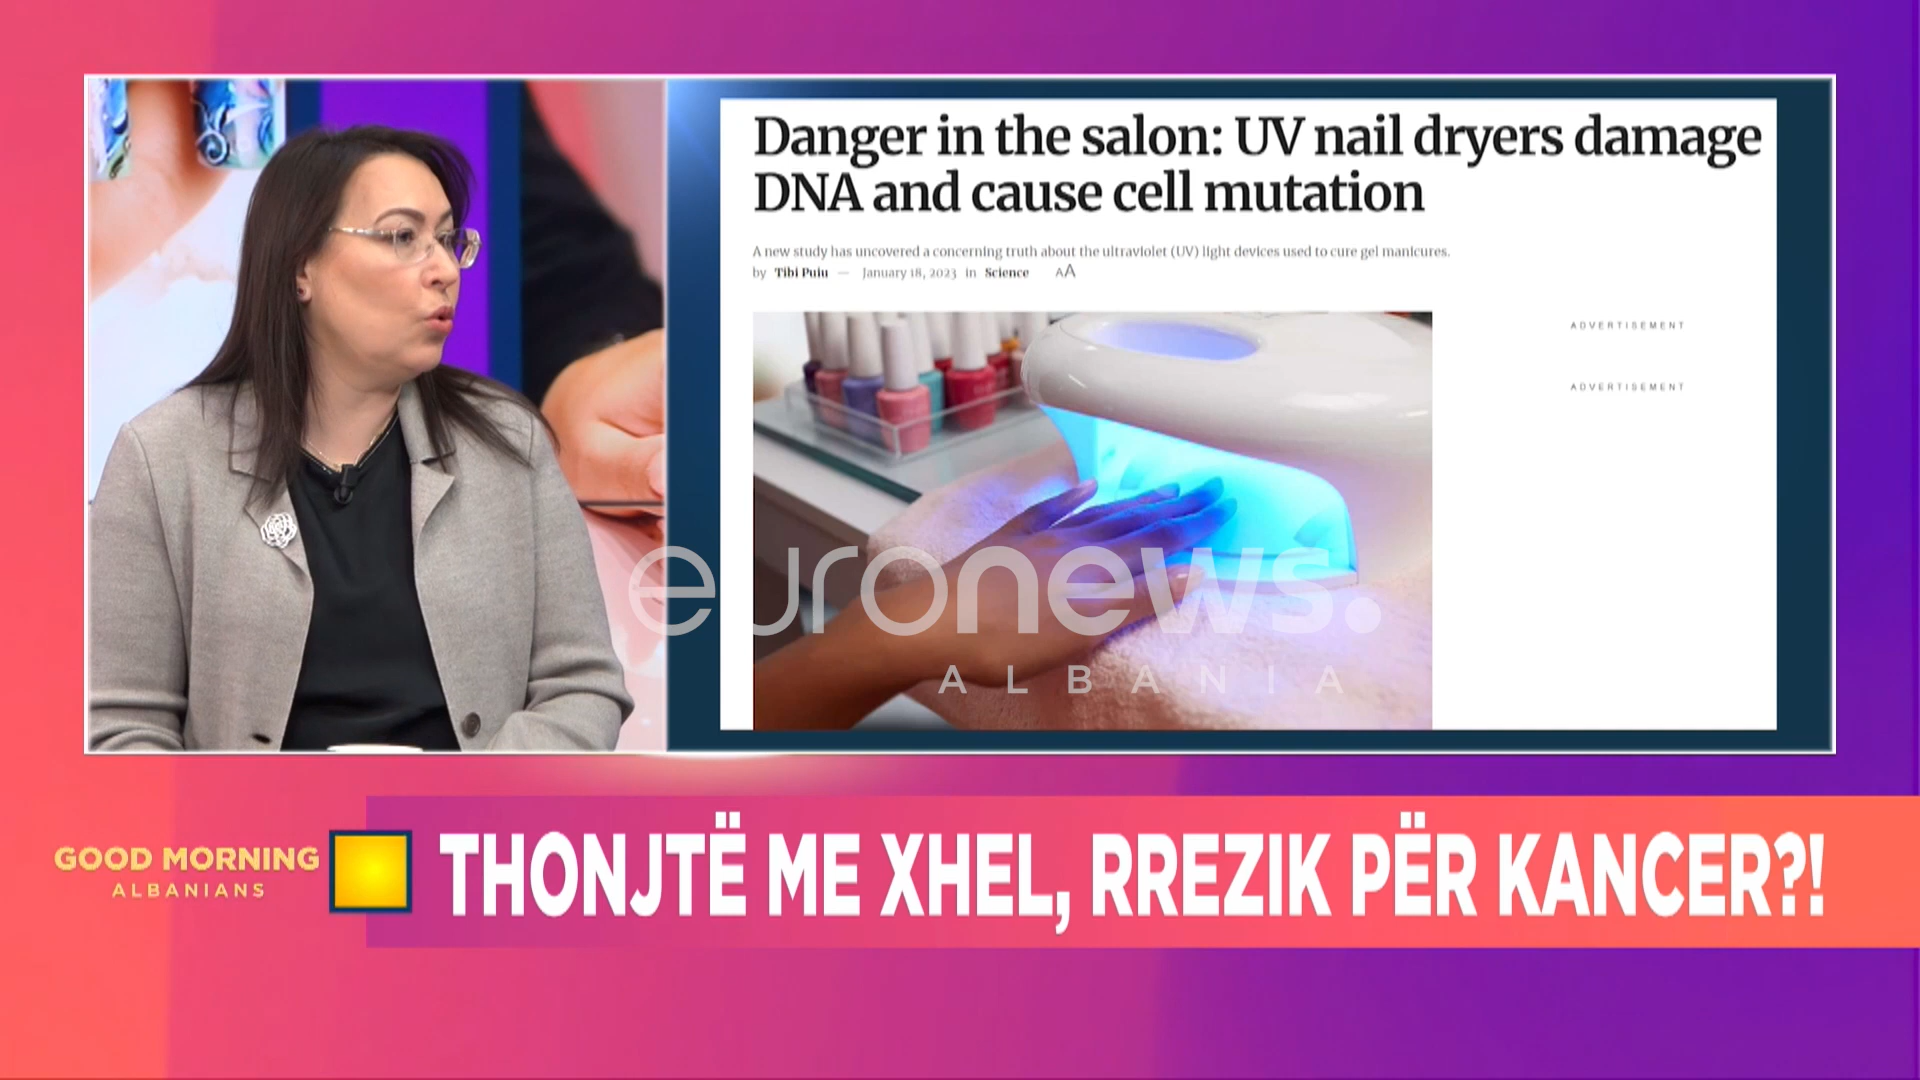 Danger in the salon: UV nail dryers damage
DNA and cause cell mutation
A new study has uncovered a concerning truth about the ultraviolet (UV) light devices used to cure gel manicures.
by Tibi Puiu — January 18, 2023 in Science AA
ADVERTISEMENT
ADVERTISEMENT
euronews.
ALBANIA
GOOD MORNING
ALBANIANS
THONJTË ME XHEL, RREZIK PËR KANCER?!